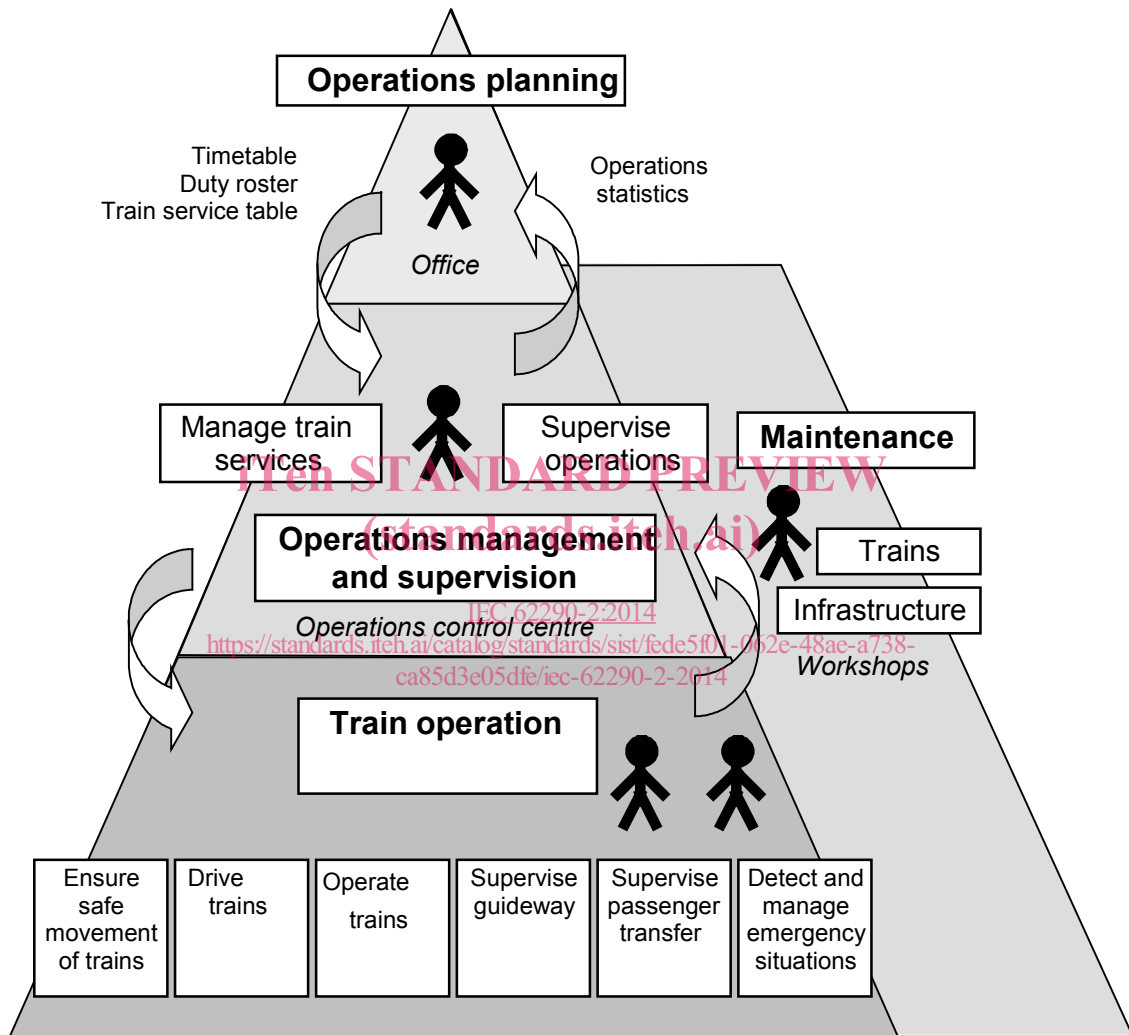 Operations planning
Timetable
Duty roster
Train service table
Operations
statistics
Office
Manage train
services
Supervise
operations
Maintenance
iTeh STANDARD PREVIEW
(standards.iteh.ai)
Operations management
and supervision
Trains
Infrastructure
IEC 62290-2:2014
Operations control centre
https://standards.iteh.ai/catalog/standards/sist/fede5f01-062e-48ae-a738-
ca85d3e05dfe/iec-62290-2-2014
Workshops
Train operation
Ensure
safe
movement
of trains
Drive
trains
Operate
trains
Supervise
guideway
Supervise
passenger
transfer
Detect and
manage
emergency
situations